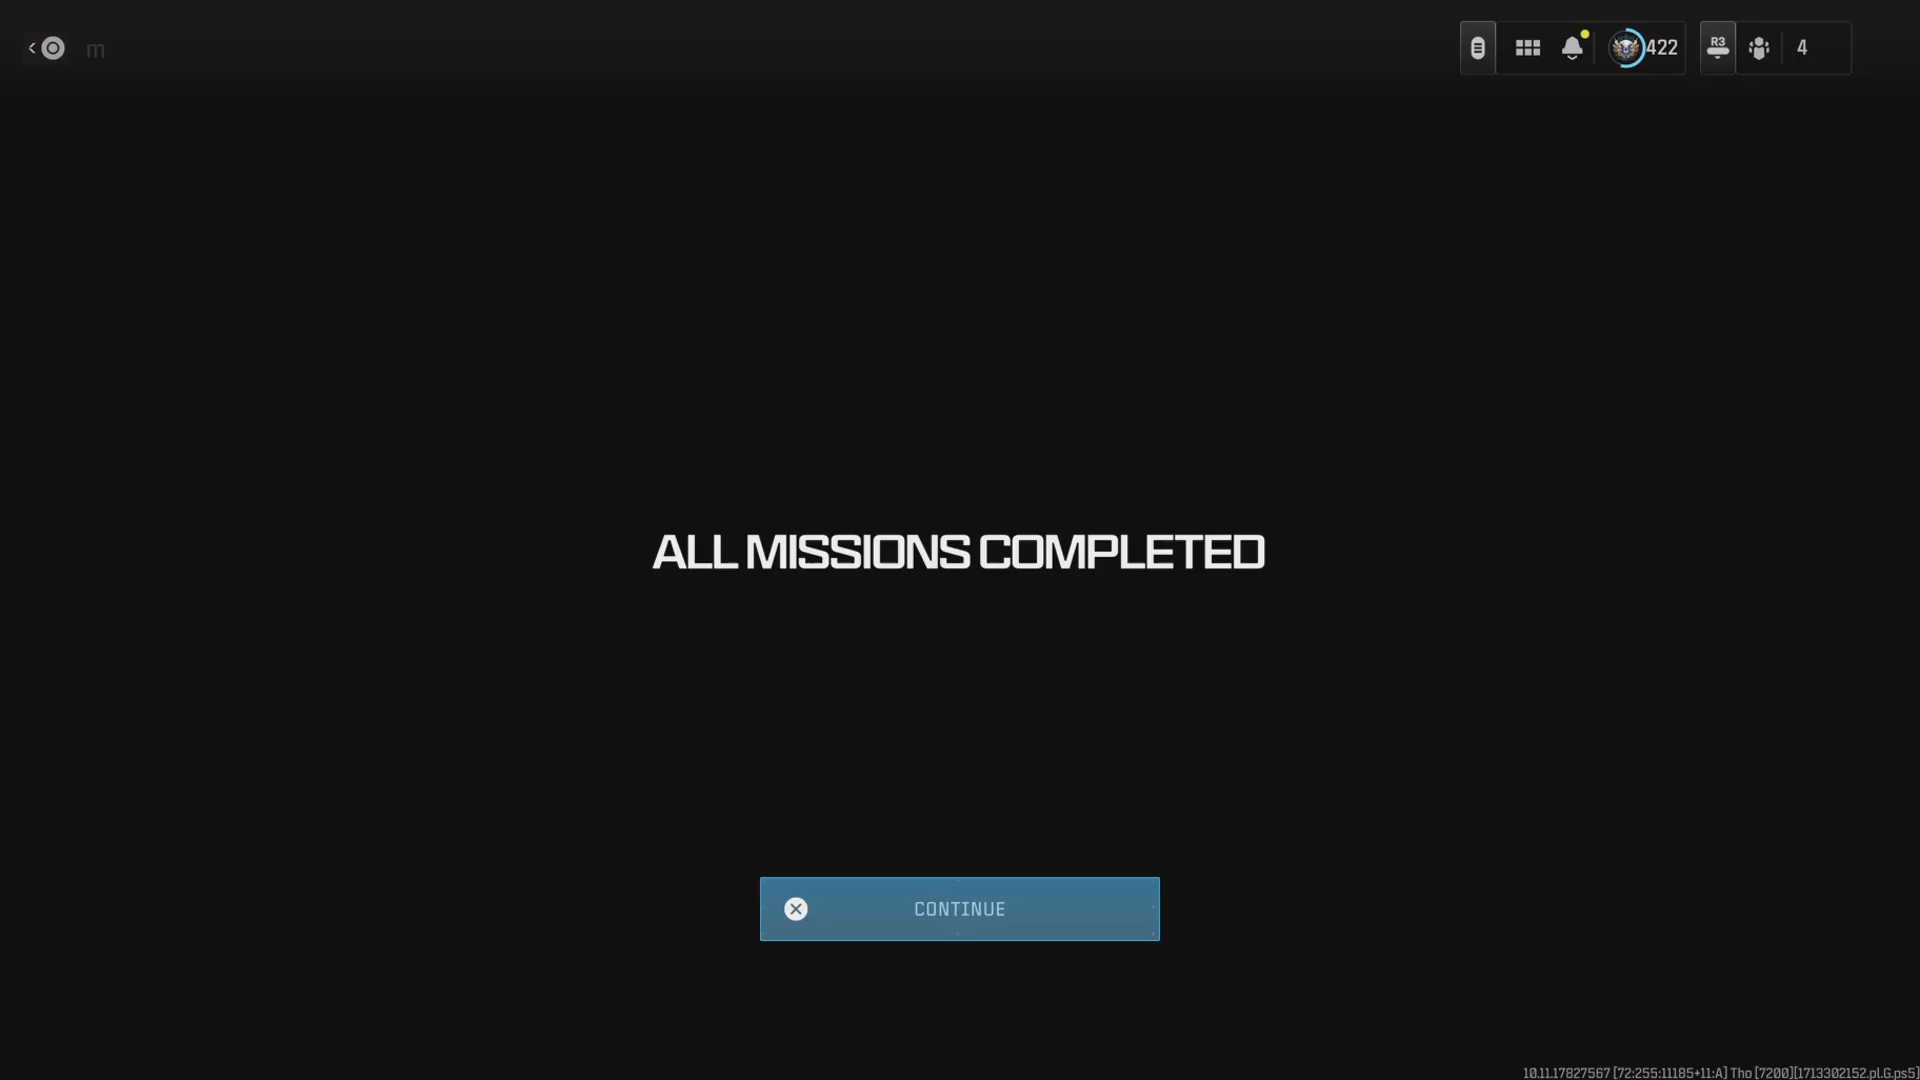 m
422
R3
4
ALL MISSIONS COMPLETED
CONTINUE
10.11.17827567 [72:255:11185+11:A] Tho [7200][1713302152.pl.G.ps5]